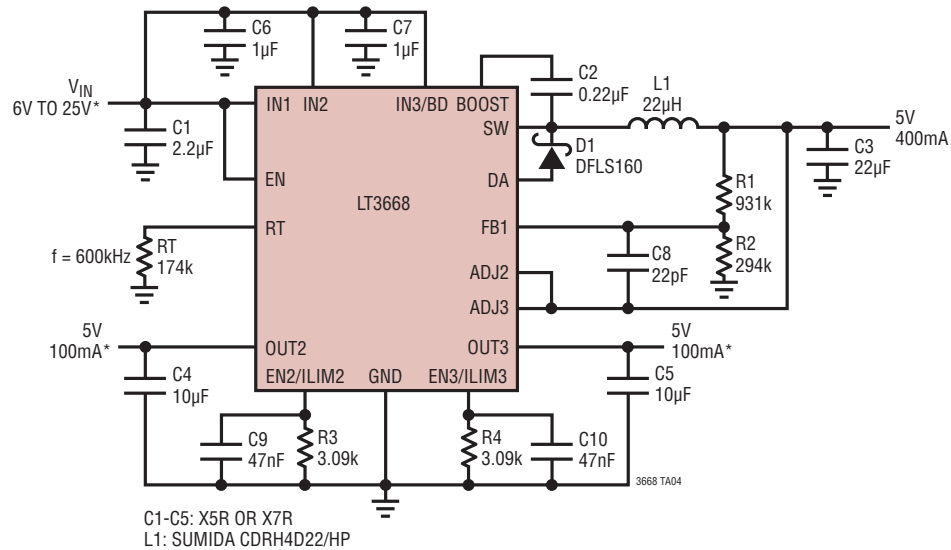 C6
1µF
C7
1µF
VIN
6V TO 25V*
C1
2.2µF
IN1
IN2
IN3/BD
BOOST
C2
0.22µF
L1
22µH
SW
5V
400mA
D1
DFLS160
C3
22µF
EN
DA
LT3668
R1
931k
RT
FB1
f = 600kHz
RT
174k
R2
294k
C8
22pF
ADJ2
ADJ3
5V
100mA*
OUT2
OUT3
5V
100mA*
C4
10µF
EN2/ILIM2
GND
EN3/ILIM3
C5
10µF
C9
47nF
R3
3.09k
R4
3.09k
C10
47nF
3668 TA04
C1-C5: X5R OR X7R
L1: SUMIDA CDRH4D22/HP